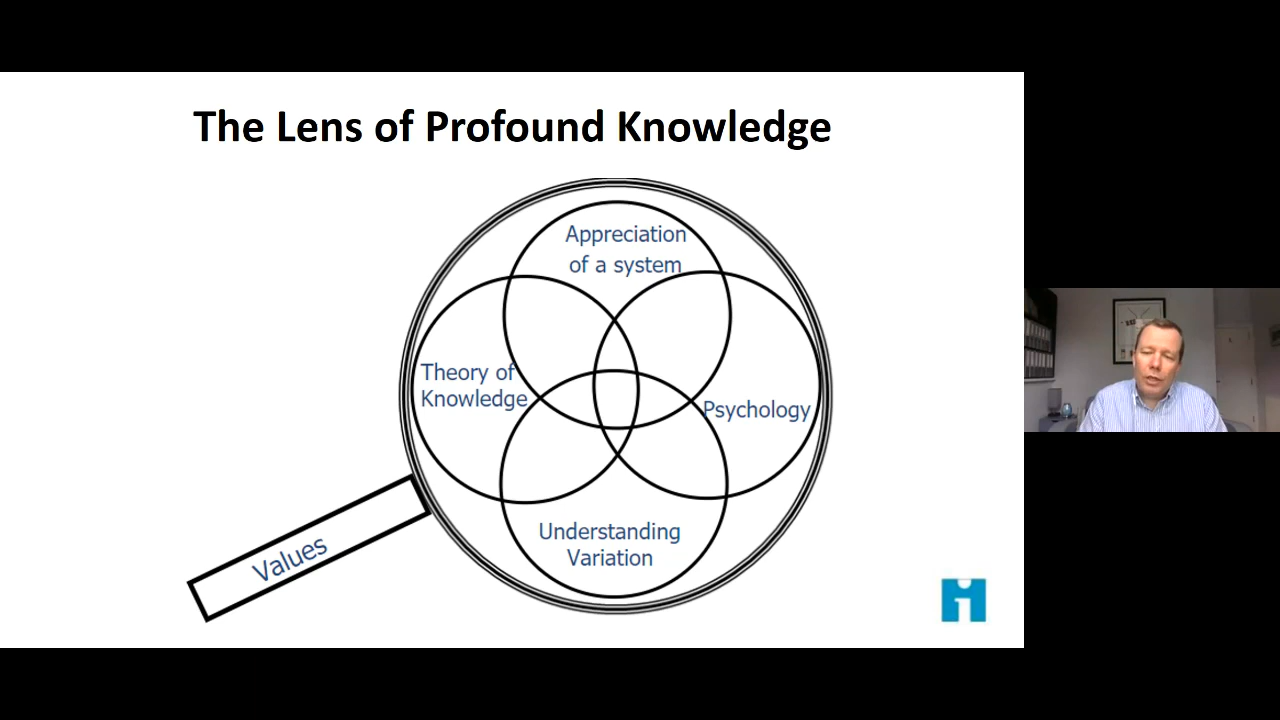 The Lens of Profound Knowledge
Appreciation
of a system
Theory of
Knowledge
Psychology
Understanding
Variation
Values